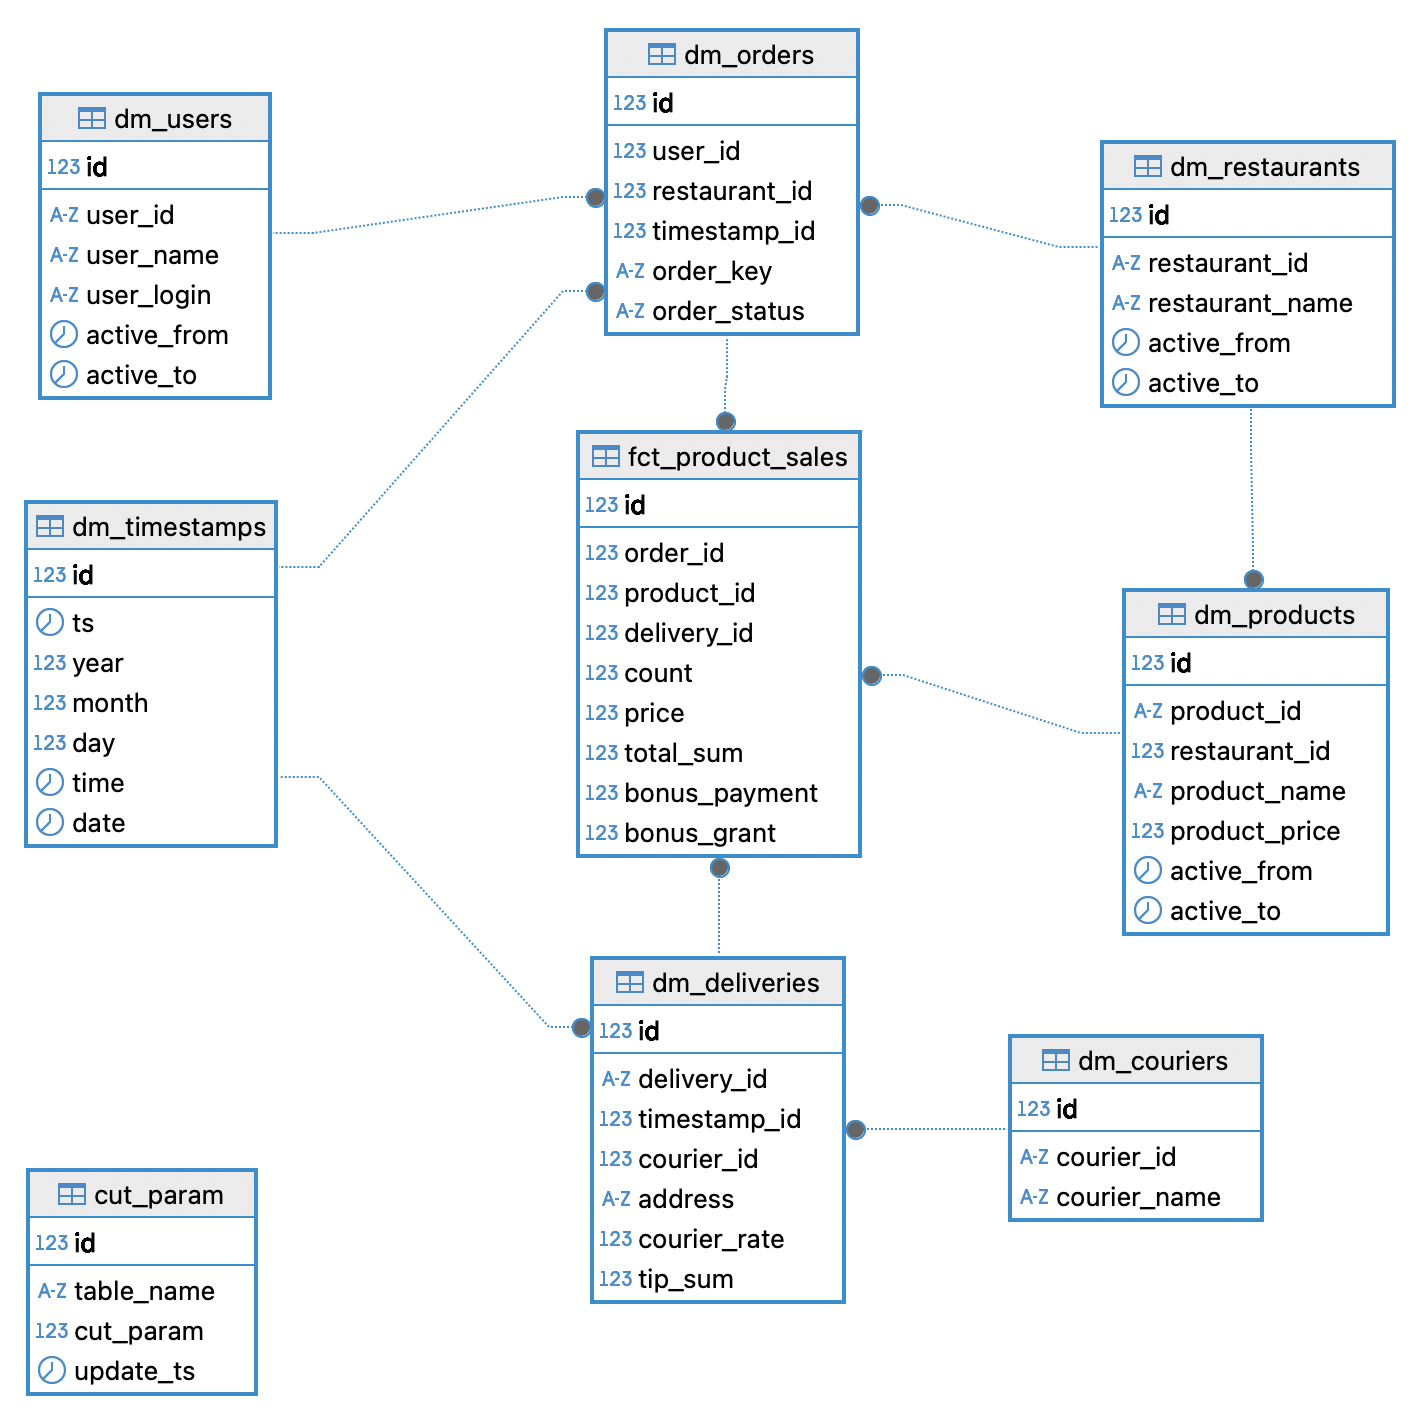 dm_orders
123 id
123 user_id
123 restaurant_id
123 timestamp_id
A-Z order_key
A-Z order_status
dm_users
123 id
A-Z user_id
A-Z user_name
A-Z user_login
active_from
active_to
dm_restaurants
123 id
A-Z restaurant_id
A-Z restaurant_name
active_from
active_to
fct_product_sales
123 id
123 order_id
123 product_id
123 delivery_id
123 count
123 price
123 total_sum
123 bonus_payment
123 bonus_grant
dm_timestamps
123 id
ts
123 year
123 month
123 day
time
date
dm_products
123 id
A-Z product_id
123 restaurant_id
A-Z product_name
123 product_price
active_from
active_to
dm_deliveries
123 id
A-Z delivery_id
123 timestamp_id
123 courier_id
A-Z address
123 courier_rate
123 tip_sum
dm_couriers
123 id
A-Z courier_id
A-Z courier_name
cut_param
123 id
A-Z table_name
123 cut_param
update_ts